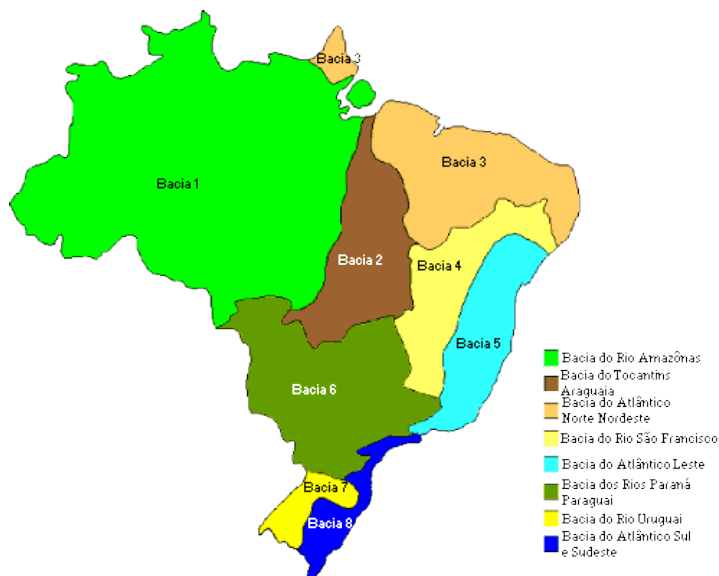 Bacia 3
Bacia 1
Bacia 3
Bacia 2
Bacia 4
Bacia 5
Bacia 6
Bacia 7
Bacia 8
Bacia do Rio Amazônas
Bacia do Tocantins
Araguaia
Bacia do Atlântico
Norte Nordeste
Bacia do Rio São Francisco
Bacia do Atlântico Leste
Bacia dos Rios Paraná
Paraguai
Bacia do Rio Uruguai
Bacia do Atlântico Sul
e Sudeste